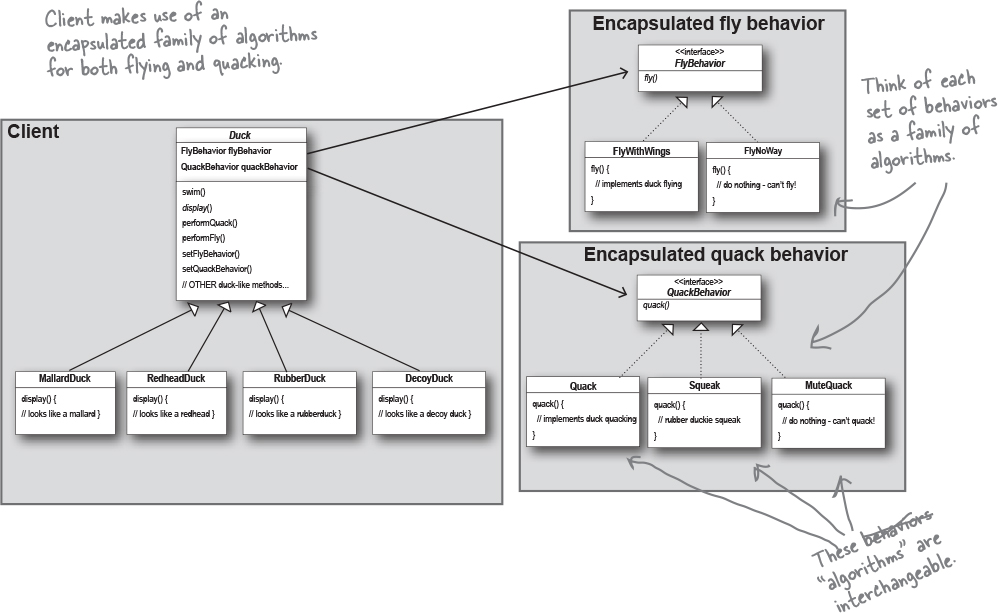 Client makes use of an
encapsulated family of algorithms
for both flying and quacking.
Encapsulated fly behavior
<<interface>>
FlyBehavior
fly()
FlyWithWings
fly() {
// implements duck flying
}
FlyNoWay
fly() {
// do nothing - can't fly!
}
Think of each
set of behaviors
as a family of
algorithms.
Client
Duck
FlyBehavior flyBehavior
QuackBehavior quackBehavior
swim()
display()
performQuack()
performFly()
setFlyBehavior()
setQuackBehavior()
// OTHER duck-like methods...
MallardDuck
display() {
// looks like a mallard }
RedheadDuck
display() {
// looks like a redhead }
RubberDuck
display() {
// looks like a rubberduck }
DecoyDuck
display() {
// looks like a decoy duck }
Encapsulated quack behavior
<<interface>>
QuackBehavior
quack()
Quack
quack() {
// implements duck quacking
}
Squeak
quack() {
// rubber duckie squeak
}
MuteQuack
quack() {
// do nothing - can't quack!
}
These behaviors
“algorithms” are
interchangeable.